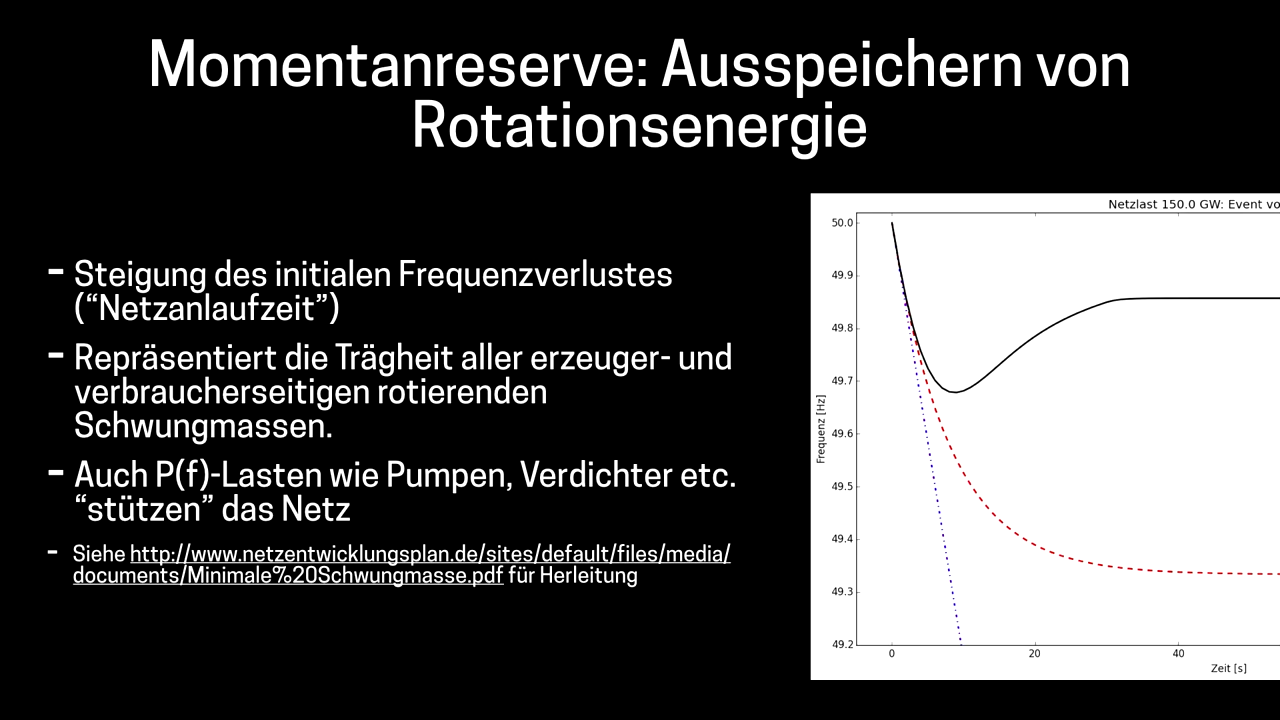 Momentanreserve: Ausspeichern von
Rotationsenergie
- Steigung des initialen Frequenzverlustes
(“Netzanlaufzeit”)
- Repräsentiert die Trägheit aller erzeuger- und
verbraucherseitigen rotierenden
Schwungmassen.
- Auch P(f)-Lasten wie Pumpen, Verdichter etc.
“stützen” das Netz
- Siehe http://www.netzentwicklungsplan.de/sites/default/files/media/
documents/Minimale%20Schwungmasse.pdf für Herleitung
Netzlast 150.0 GW: Event vo
50.0
49.9
49.8
49.7
49.6
49.5
49.4
49.3
49.2
Frequenz [Hz]
0 20 40
Zeit [s]